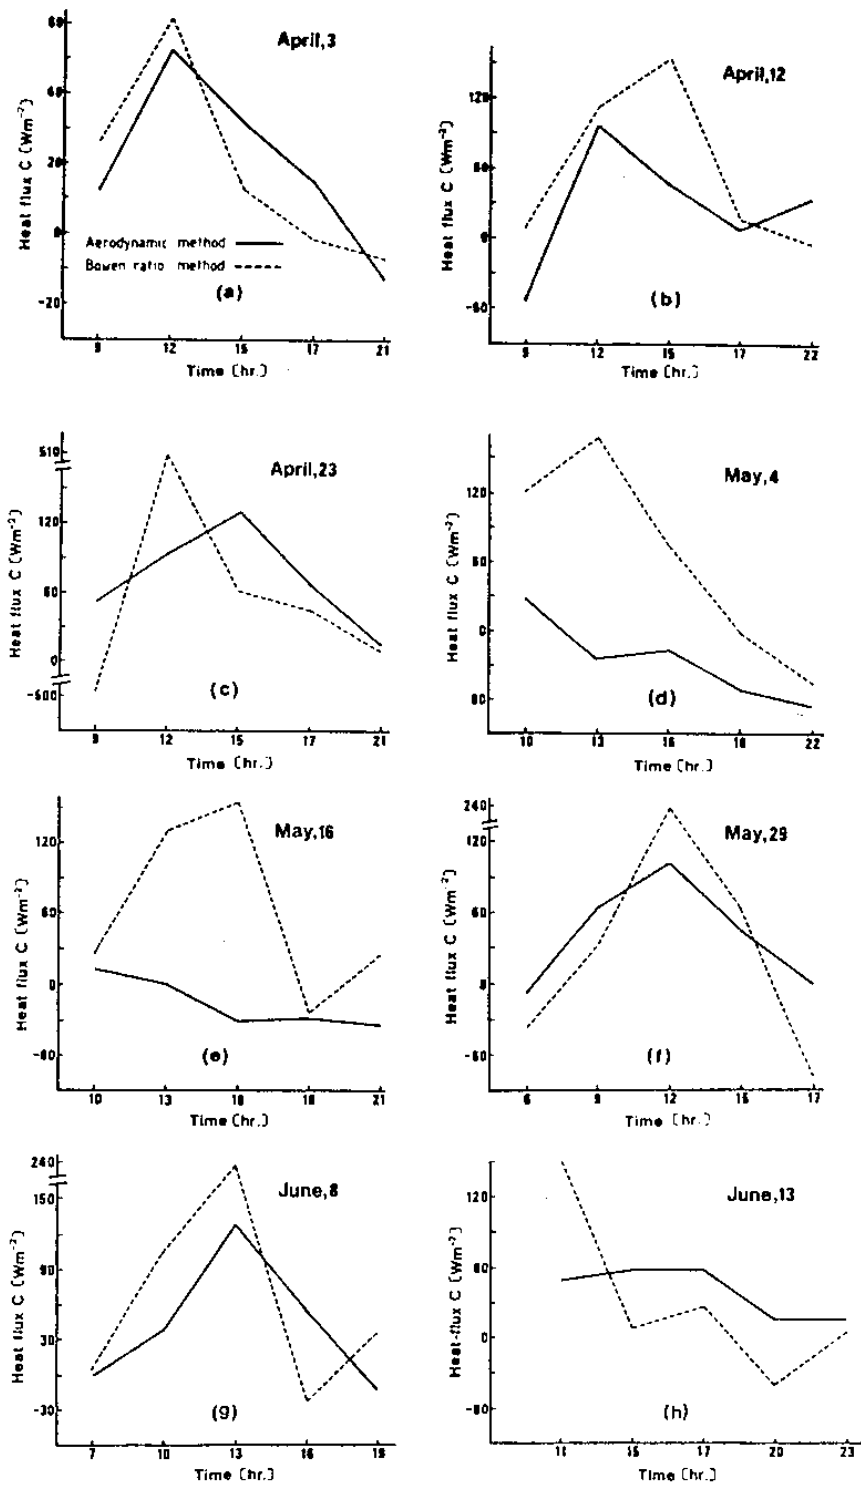 April,3
60
40
20
0
-20
Heat flux C (Wm⁻²)
Aerodynamic method
Bowen ratio method
(a)
9 12 15 17 21
Time (hr.)
April,12
120
60
0
-60
Heat flux C (Wm⁻²)
(b)
9 12 15 17 22
Time (hr.)
April,23
510
120
60
0
-500
Heat flux C (Wm⁻²)
(c)
9 12 15 17 21
Time (hr.)
May,4
120
60
0
60
Heat flux C (Wm⁻²)
(d)
10 13 16 18 22
Time (hr.)
May,16
120
60
0
-60
Heat flux C (Wm⁻²)
(e)
10 13 16 18 21
Time (hr.)
May,29
240
120
60
0
-60
Heat flux C (Wm⁻²)
(f)
6 9 12 15 17
Time (hr.)
June,8
240
150
90
30
-30
Heat flux C (Wm⁻²)
(g)
7 10 13 16 19
Time (hr.)
June,13
120
60
0
-60
Heat-flux C (Wm⁻²)
(h)
11 15 17 20 23
Time (hr.)